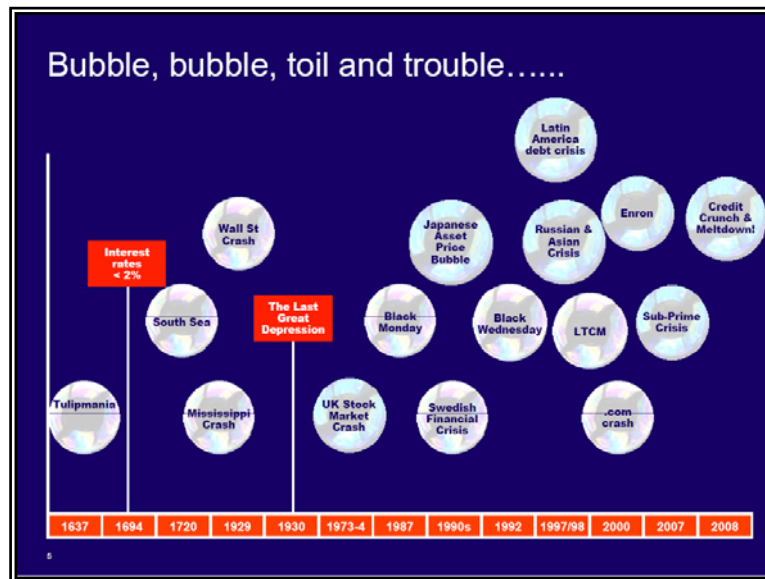 Bubble, bubble, toil and trouble…...
Latin
America
debt crisis
Wall St
Crash
Japanese
Asset
Price
Bubble
Russian &
Asian
Crisis
Enron
Credit
Crunch &
Meltdown!
Interest
rates
< 2%
South Sea
The Last
Great
Depression
Black
Monday
Black
Wednesday
LTCM
Sub-Prime
Crisis
Tulipmania
Mississippi
Crash
UK Stock
Market
Crash
Swedish
Financial
Crisis
.com
crash
1637 1694 1720 1929 1930 1973-4 1987 1990s 1992 1997/98 2000 2007 2008
5